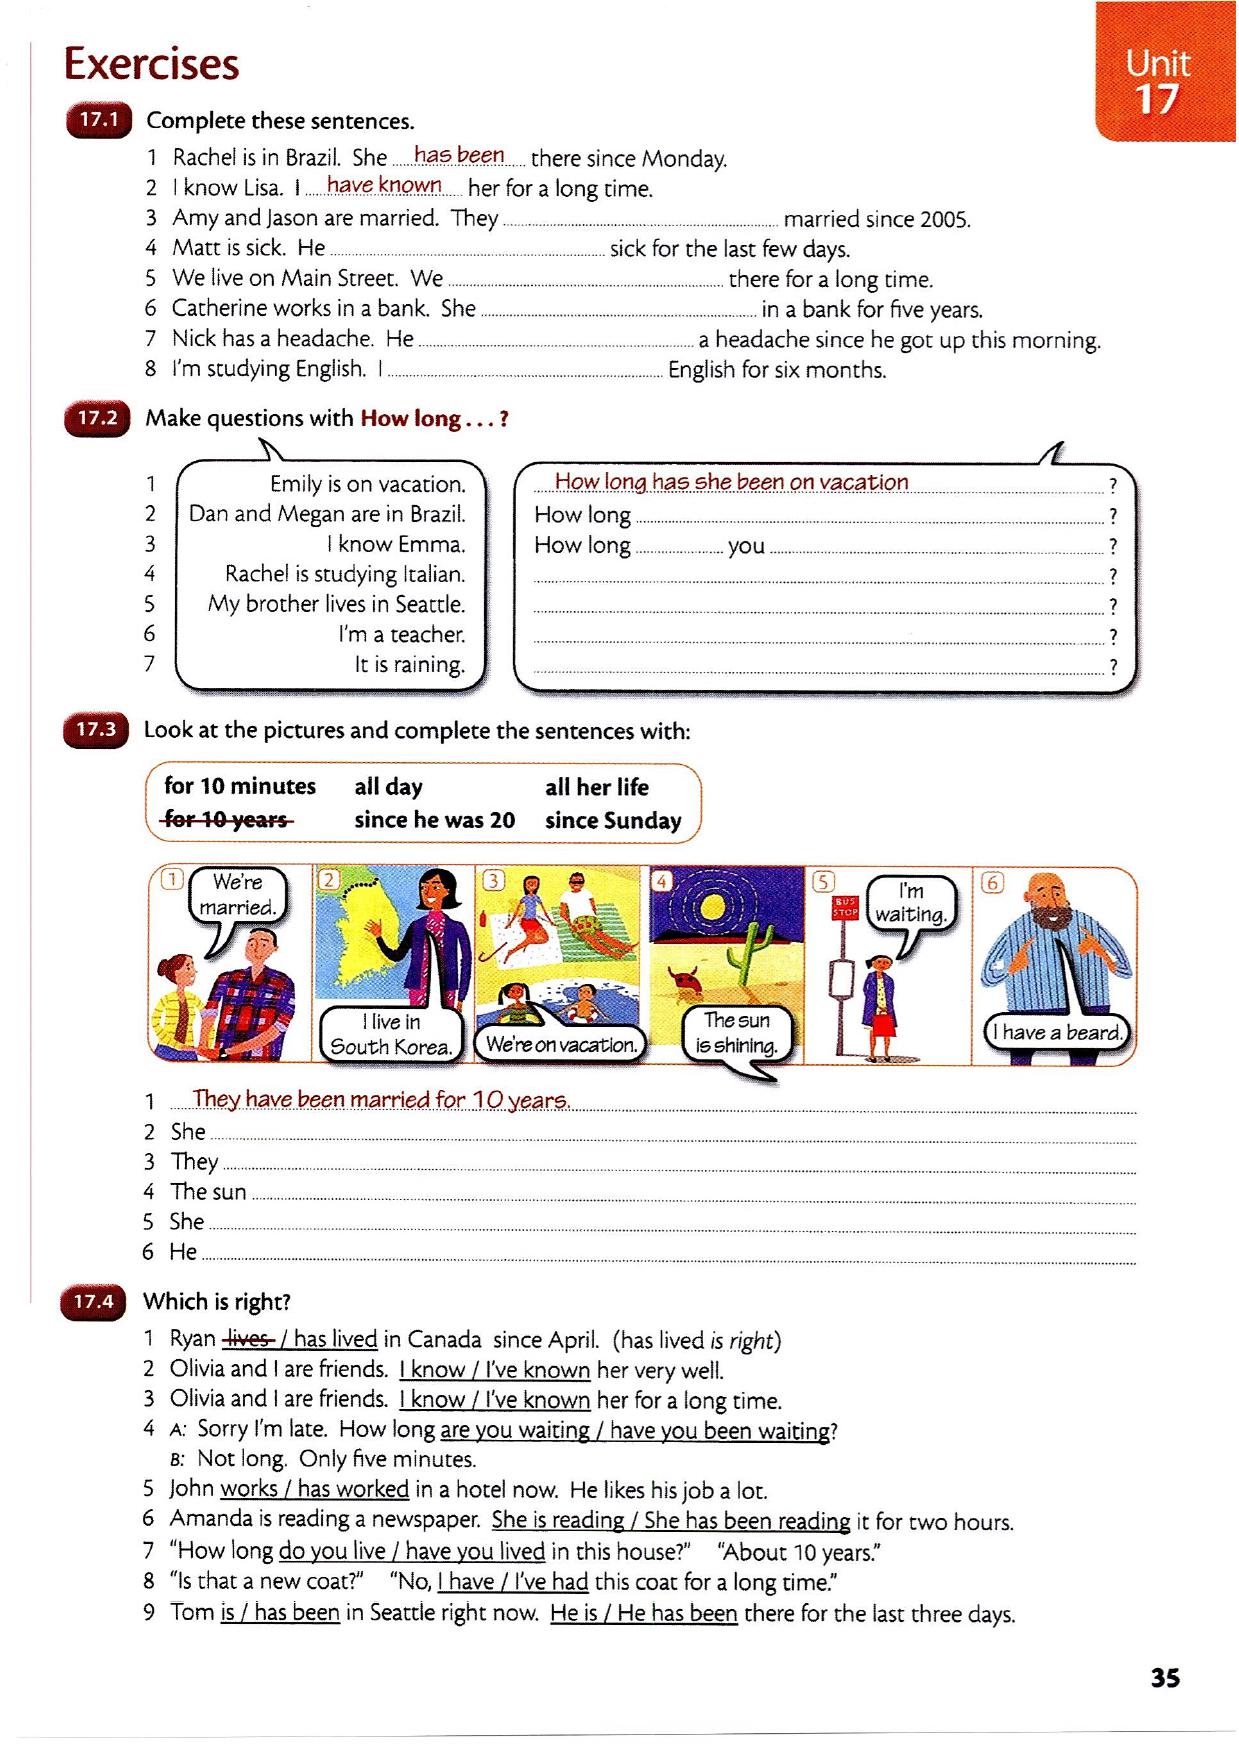 Exercises
Unit
17
17.1 Complete these sentences.
1 Rachel is in Brazil. She has been there since Monday.
2 I know Lisa. I have known her for a long time.
3 Amy and Jason are married. They ........ married since 2005.
4 Matt is sick. He ........ sick for the last few days.
5 We live on Main Street. We ........ there for a long time.
6 Catherine works in a bank. She ........ in a bank for five years.
7 Nick has a headache. He ........ a headache since he got up this morning.
8 I'm studying English. I ........ English for six months.
17.2 Make questions with How long . . . ?
1 Emily is on vacation. How long has she been on vacation ?
2 Dan and Megan are in Brazil. How long ........ ?
3 I know Emma. How long ........ you ........ ?
4 Rachel is studying Italian. ........ ?
5 My brother lives in Seattle. ........ ?
6 I'm a teacher. ........ ?
7 It is raining. ........ ?
17.3 Look at the pictures and complete the sentences with:
for 10 minutes all day all her life
for 10 years since he was 20 since Sunday
1 We're
married.
2 I live in
South Korea.
3 We're on vacation.
4 The sun
is shining.
5 BUS
STOP
I'm
waiting.
6 I have a beard.
1 They have been married for 10 years.
2 She ........
3 They ........
4 The sun ........
5 She ........
6 He ........
17.4 Which is right?
1 Ryan lives / has lived in Canada since April. (has lived is right)
2 Olivia and I are friends. I know / I've known her very well.
3 Olivia and I are friends. I know / I've known her for a long time.
4 A: Sorry I'm late. How long are you waiting / have you been waiting?
B: Not long. Only five minutes.
5 John works / has worked in a hotel now. He likes his job a lot.
6 Amanda is reading a newspaper. She is reading / She has been reading it for two hours.
7 "How long do you live / have you lived in this house?" "About 10 years."
8 "Is that a new coat?" "No, I have / I've had this coat for a long time."
9 Tom is / has been in Seattle right now. He is / He has been there for the last three days.
35